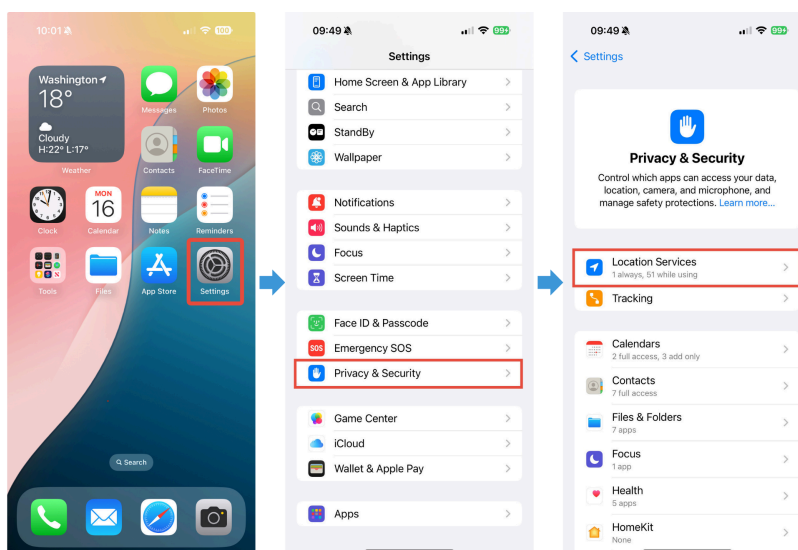 10:01
100
Washington
18°
Cloudy
H:22° L:17°
Weather
Messages
Photos
Contacts
FaceTime
MON
16
Clock
Calendar
Notes
Reminders
Tools
Files
App Store
Settings
Search
09:49
99
Settings
Home Screen & App Library
Search
StandBy
Wallpaper
Notifications
Sounds & Haptics
Focus
Screen Time
Face ID & Passcode
SOS
Emergency SOS
Privacy & Security
Game Center
iCloud
Wallet & Apple Pay
Apps
09:49
99
Settings
Privacy & Security
Control which apps can access your data,
location, camera, and microphone, and
manage safety protections. Learn more...
Location Services
1 always, 51 while using
Tracking
Calendars
2 full access, 3 add only
Contacts
7 full access
Files & Folders
7 apps
Focus
1 app
Health
5 apps
HomeKit
None